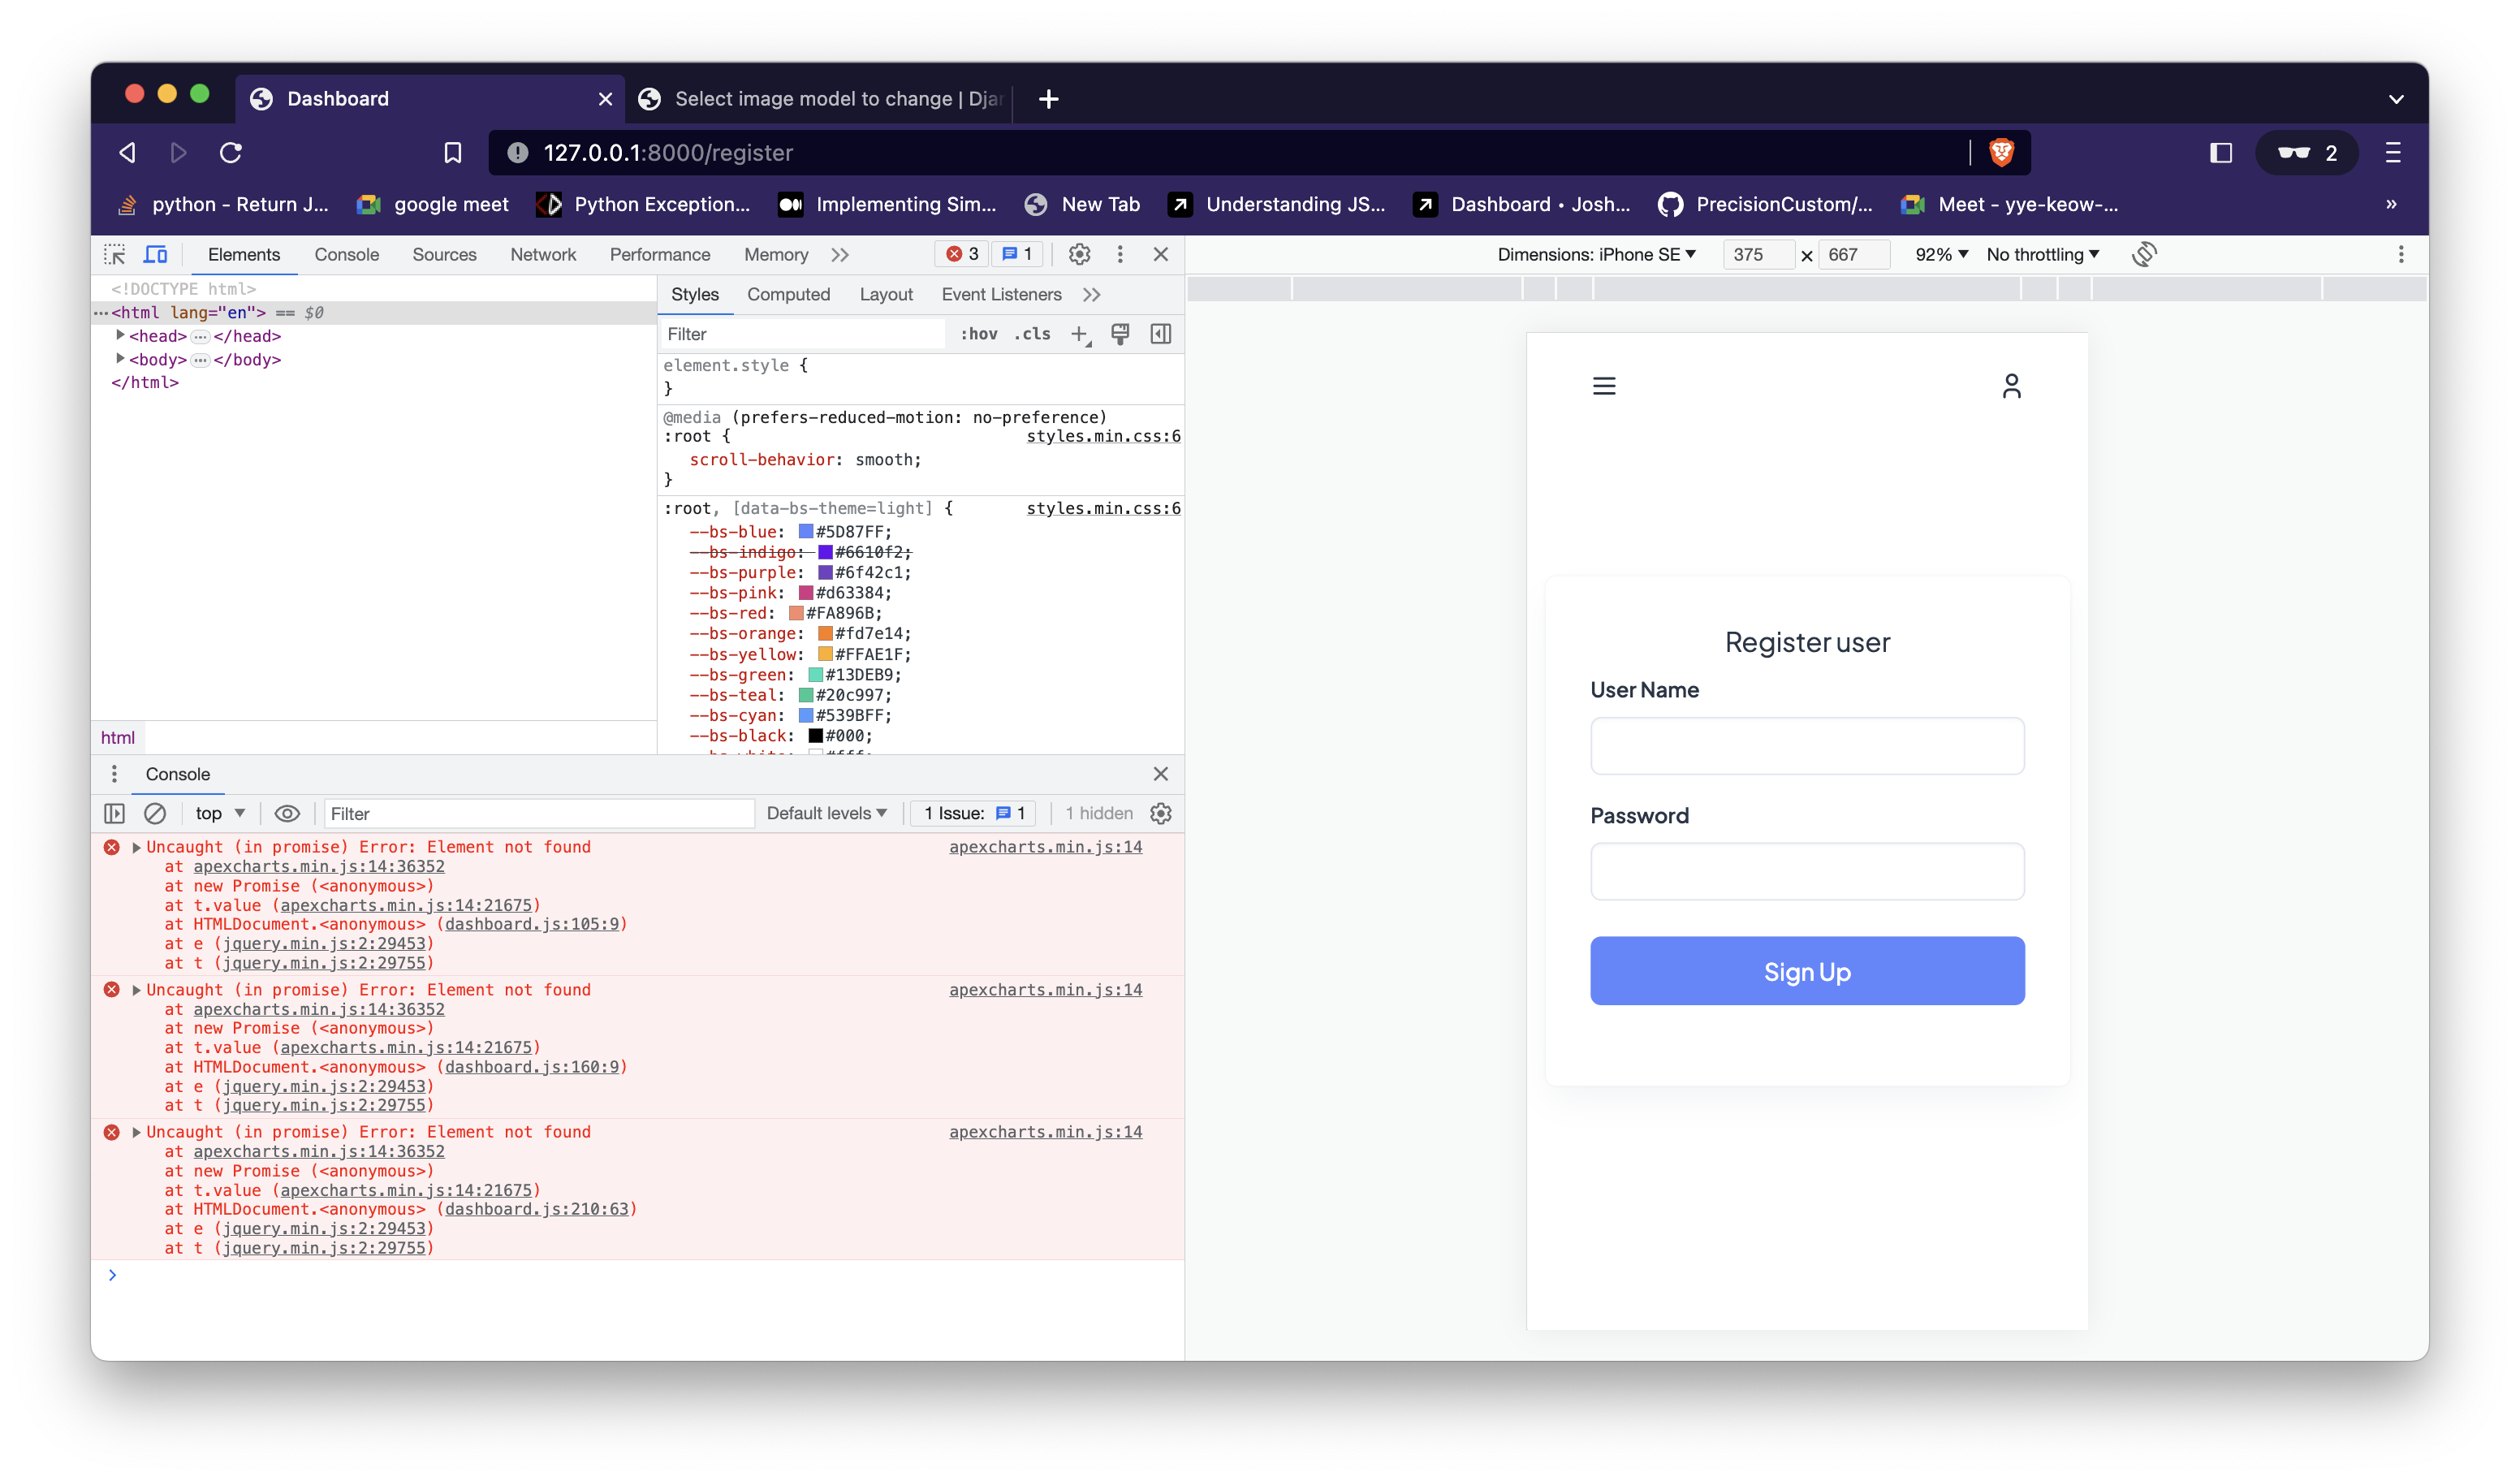 Dashboard
Select image model to change | Djan
127.0.0.1:8000/register
2
python - Return J...
google meet
Python Exception...
Implementing Sim...
New Tab
Understanding JS...
Dashboard • Josh...
PrecisionCustom/...
Meet - yye-keow-...
»
Elements
Console
Sources
Network
Performance
Memory
3
1
Dimensions: iPhone SE
375
×
667
92%
No throttling
<!DOCTYPE html>
<html lang="en"> == $0
<head> ... </head>
<body> ... </body>
</html>
html
Styles
Computed
Layout
Event Listeners
Filter
:hov
.cls
element.style {
}
@media (prefers-reduced-motion: no-preference)
:root {
styles.min.css:6
scroll-behavior: smooth;
}
:root, [data-bs-theme=light] {
styles.min.css:6
--bs-blue: #5D87FF;
--bs-indigo: #6610f2;
--bs-purple: #6f42c1;
--bs-pink: #d63384;
--bs-red: #FA896B;
--bs-orange: #fd7e14;
--bs-yellow: #FFAE1F;
--bs-green: #13DEB9;
--bs-teal: #20c997;
--bs-cyan: #539BFF;
--bs-black: #000;
--bs-white: #fff;
Console
top
Filter
Default levels
1 Issue: 1
1 hidden
Uncaught (in promise) Error: Element not found
apexcharts.min.js:14
at apexcharts.min.js:14:36352
at new Promise (<anonymous>)
at t.value (apexcharts.min.js:14:21675)
at HTMLDocument.<anonymous> (dashboard.js:105:9)
at e (jquery.min.js:2:29453)
at t (jquery.min.js:2:29755)
Uncaught (in promise) Error: Element not found
apexcharts.min.js:14
at apexcharts.min.js:14:36352
at new Promise (<anonymous>)
at t.value (apexcharts.min.js:14:21675)
at HTMLDocument.<anonymous> (dashboard.js:160:9)
at e (jquery.min.js:2:29453)
at t (jquery.min.js:2:29755)
Uncaught (in promise) Error: Element not found
apexcharts.min.js:14
at apexcharts.min.js:14:36352
at new Promise (<anonymous>)
at t.value (apexcharts.min.js:14:21675)
at HTMLDocument.<anonymous> (dashboard.js:210:63)
at e (jquery.min.js:2:29453)
at t (jquery.min.js:2:29755)
Register user
User Name
Password
Sign Up